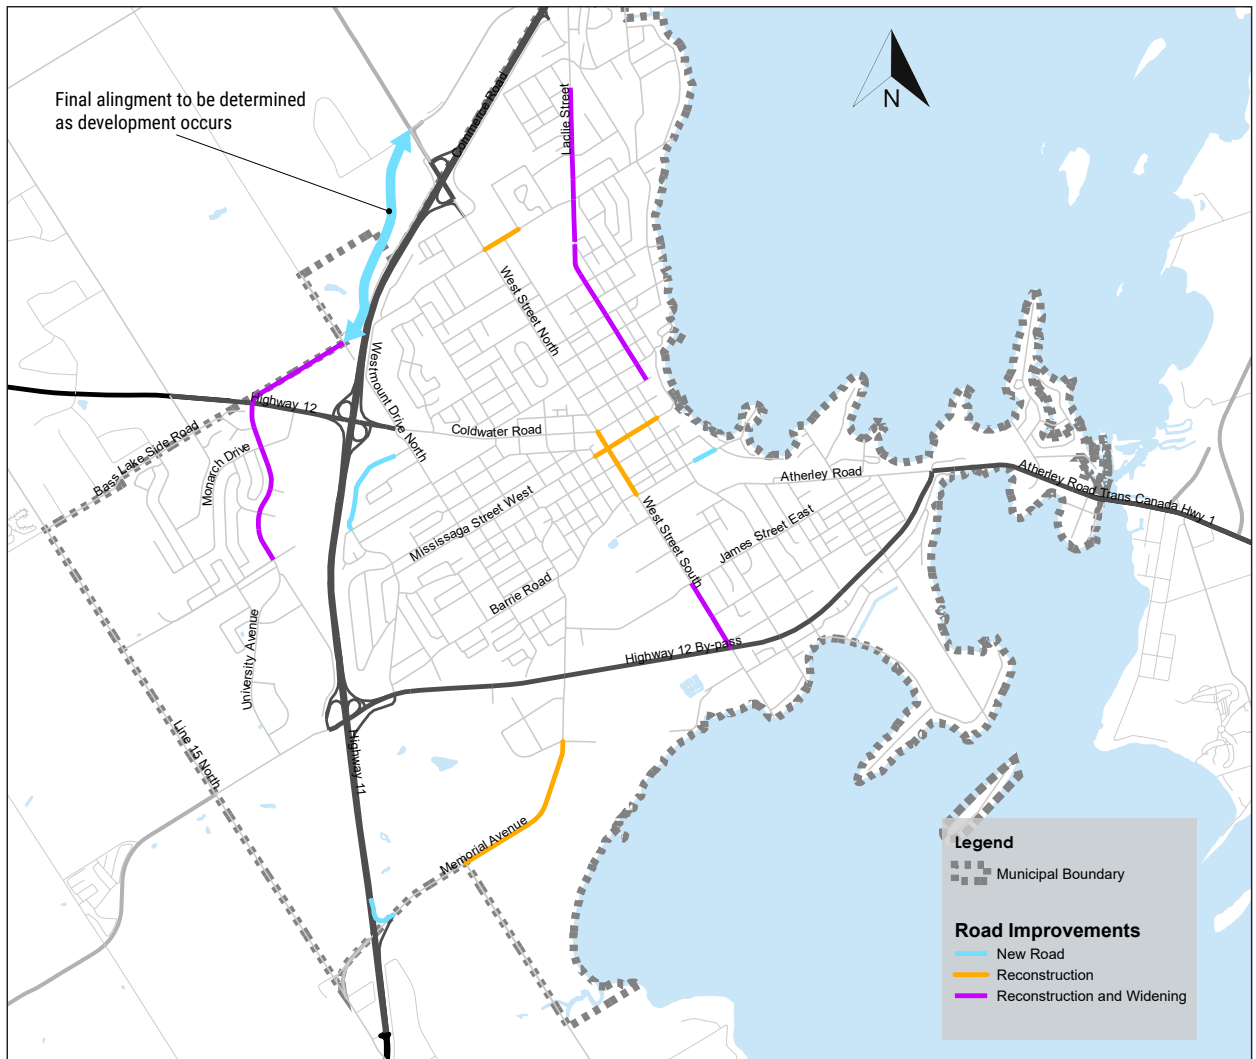 Final alingment to be determined
as development occurs
Commerce Road
Laclie Street
N
West Street North
Westmount Drive North
Highway 12
Bass Lake Side Road
Monarch Drive
Coldwater Road
Mississaga Street West
Atherley Road
Atherley Road Trans Canada Hwy 1
West Street South
James Street East
Barrie Road
University Avenue
Highway 12 By-pass
Line 15 North
Highway 11
Memorial Avenue
Legend
Municipal Boundary
Road Improvements
New Road
Reconstruction
Reconstruction and Widening